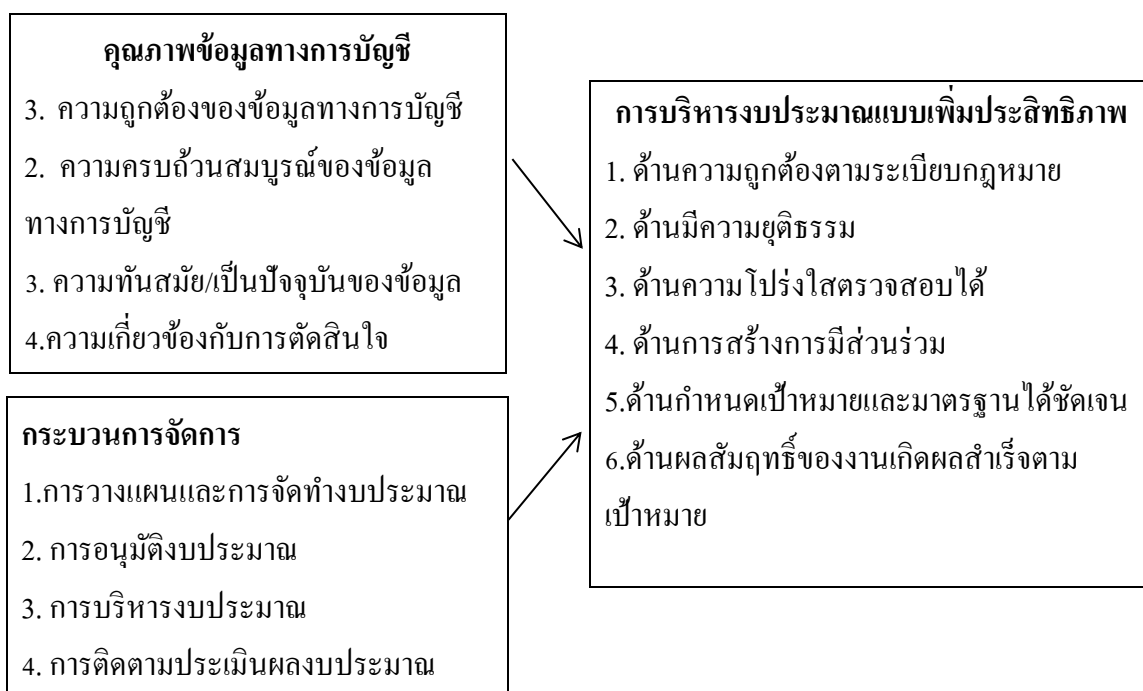 คุณภาพข้อมูลทางการบัญชี
3. ความถูกต้องของข้อมูลทางการบัญชี
2. ความครบถ้วนสมบูรณ์ของข้อมูล
ทางการบัญชี
3. ความทันสมัย/เป็นปัจจุบันของข้อมูล
4.ความเกี่ยวข้องกับการตัดสินใจ
กระบวนการจัดการ
1.การวางแผนและการจัดทำงบประมาณ
2. การอนุมัติงบประมาณ
3. การบริหารงบประมาณ
4. การติดตามประเมินผลงบประมาณ
การบริหารงบประมาณแบบเพิ่มประสิทธิภาพ
1. ด้านความถูกต้องตามระเบียบกฎหมาย
2. ด้านมีความยุติธรรม
3. ด้านความโปร่งใสตรวจสอบได้
4. ด้านการสร้างการมีส่วนร่วม
5.ด้านกำหนดเป้าหมายและมาตรฐานได้ชัดเจน
6.ด้านผลสัมฤทธิ์ของงานเกิดผลสำเร็จตาม
เป้าหมาย